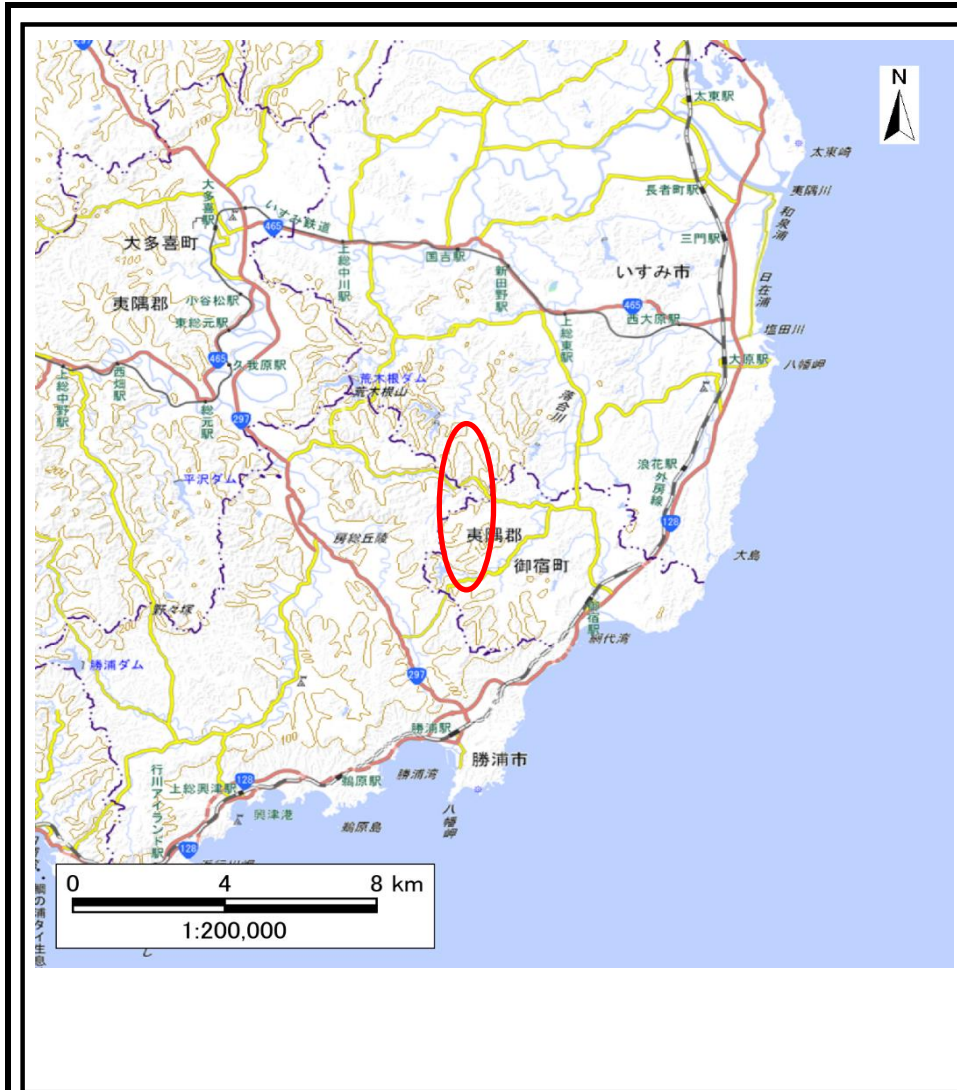 297
N
太東駅
太東崎
長者町駅
夷隅川
和泉浦
大多喜駅
いすみ鉄道
465
大多喜町
上総中川駅
国吉駅
三門駅
新田野駅
いすみ市
日在浦
夷隅郡
小谷松駅
東総元駅
465
西大原駅
上総東駅
塩田川
大原駅
八幡岬
465
久我原駅
西畑駅
上総中野駅
総元駅
荒木根ダム
荒木根山
落合川
297
平沢ダム
浪花駅
外房線
128
房総丘陵
夷隅郡
御宿町
大島
御宿駅
網代湾
野々塚
勝浦ダム
297
勝浦駅
勝浦市
100
100
行川アイランド駅
上総興津駅
128
鵜原駅
勝浦湾
八幡岬
興津港
鵜原島
128
0 4 8 km
1:200,000